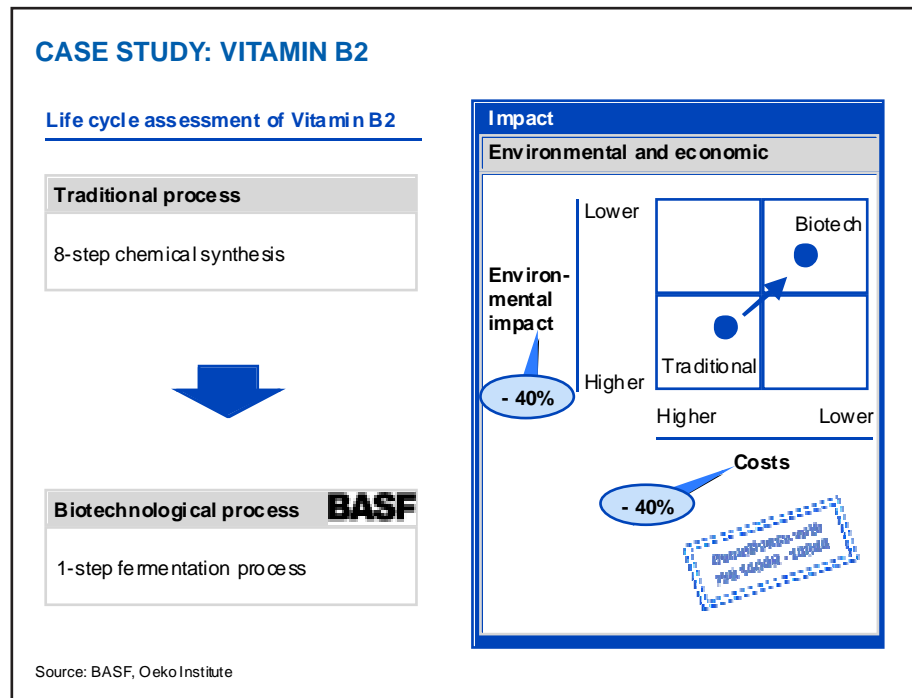 CASE STUDY: VITAMIN B2
Life cycle assessment of Vitamin B2
Traditional process
8-step chemical synthesis
Biotechnological process
BASF
1-step fermentation process
Impact
Environmental and economic
Lower
Environ-
mental
impact
Higher
- 40%
Biotech
Traditional
Higher
Lower
Costs
- 40%
Source: BASF, Oeko Institute